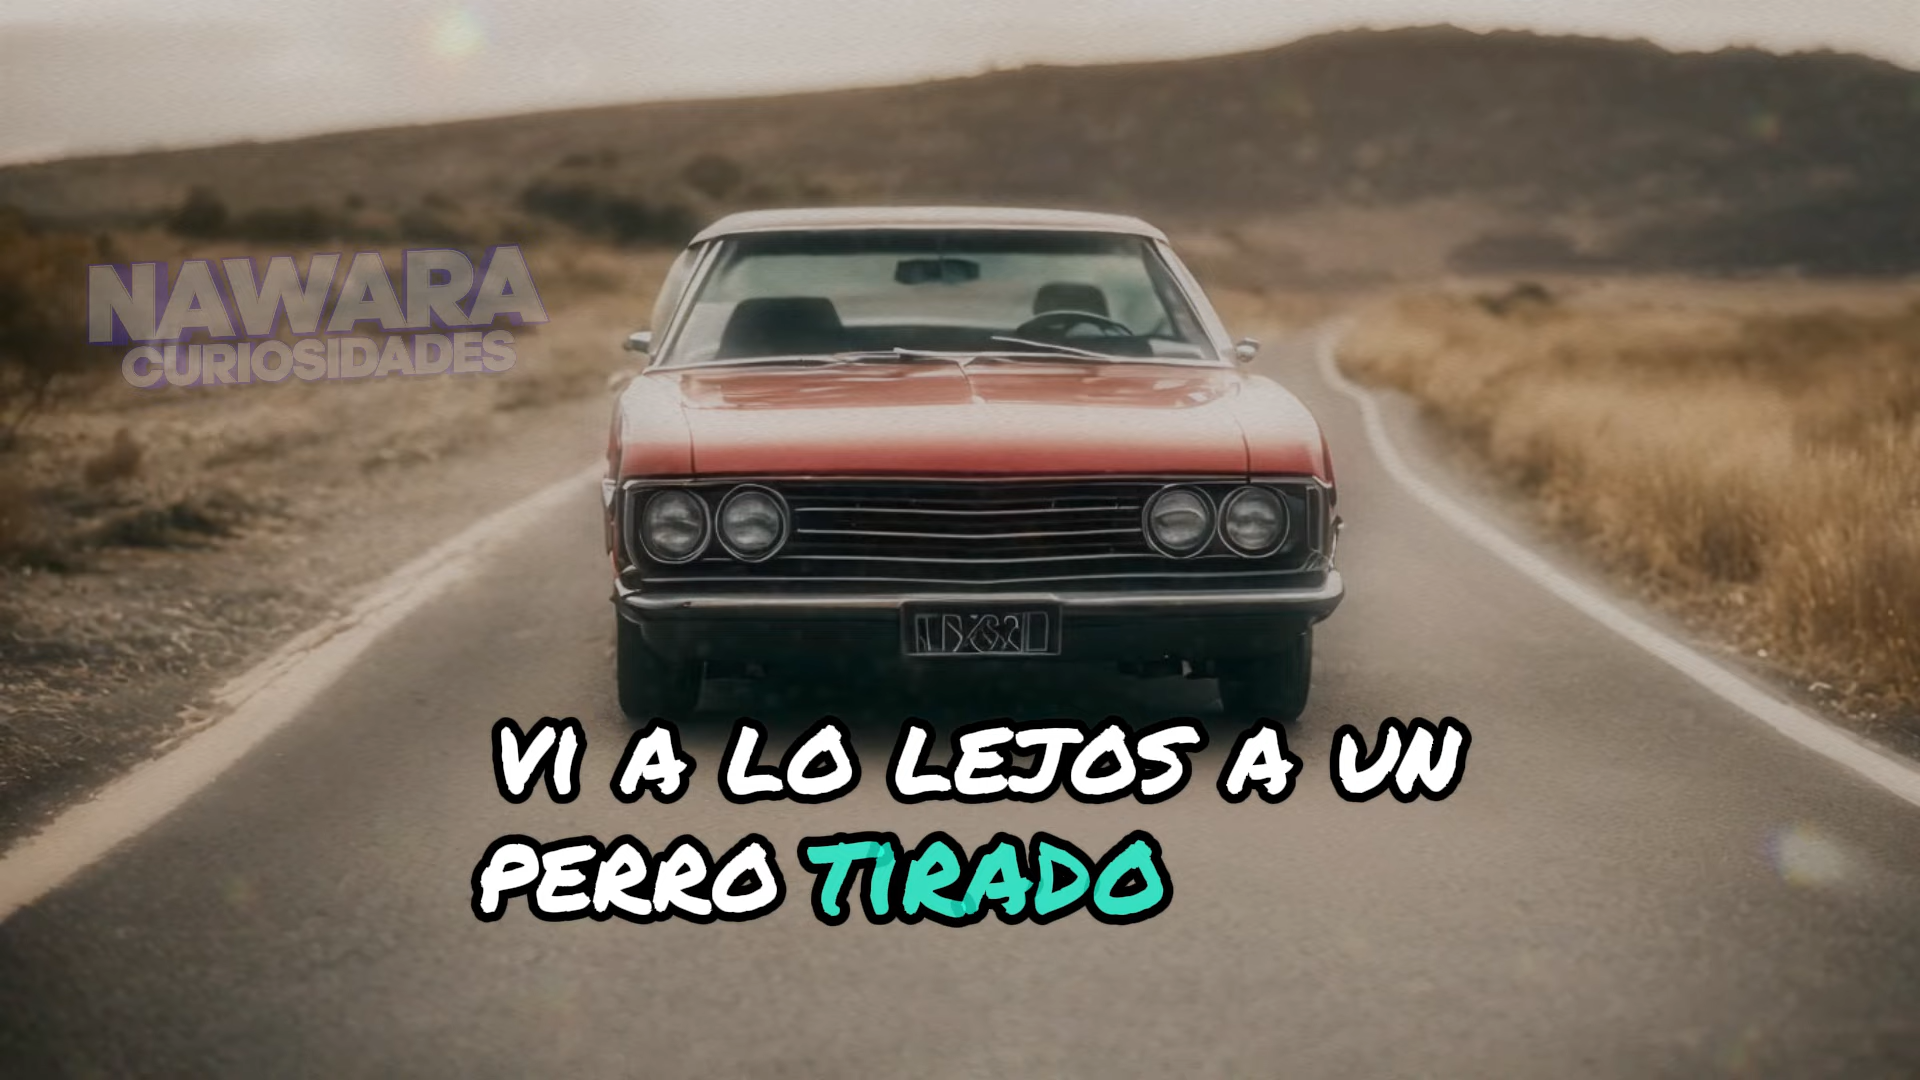 NAWARA
CURIOSIDADES
VI A LO LEJOS A UN
PERRO TIRADO